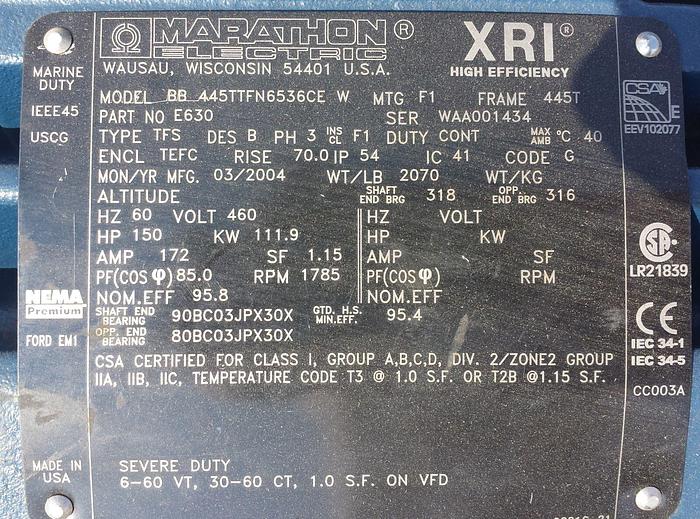 MARATHON ®
ELECTRIC
WAUSAU, WISCONSIN 54401 U.S.A.
XRI®
HIGH EFFICIENCY
MARINE
DUTY
IEEE45
USCG
MODEL BB 445TTFN6536CE W MTG F1 FRAME 445T
PART NO E630 SER WAA001434
TYPE TFS DES B PH 3 INS CL F1 DUTY CONT MAX AMB °C 40
ENCL TEFC RISE 70.0 IP 54 IC 41 CODE G
MON/YR MFG. 03/2004 WT/LB 2070 WT/KG
ALTITUDE SHAFT END BRG 318 OPP. END BRG 316
HZ 60 VOLT 460 HZ VOLT
HP 150 KW 111.9 HP KW
AMP 172 SF 1.15 AMP SF
PF(COS φ) 85.0 RPM 1785 PF(COS φ) RPM
NOM.EFF 95.8 NOM.EFF
SHAFT END BEARING 90BC03JPX30X GTD. H.S. MIN.EFF. 95.4
OPP. END BEARING 80BC03JPX30X
CSA CERTIFIED FOR CLASS I, GROUP A,B,C,D, DIV. 2/ZONE2 GROUP
IIA, IIB, IIC, TEMPERATURE CODE T3 @ 1.0 S.F. OR T2B @1.15 S.F.
SEVERE DUTY
6-60 VT, 30-60 CT, 1.0 S.F. ON VFD
NEMA
Premium
FORD EM1
MADE IN
USA
CSA
E
EEV102077
LR21839
CE
IEC 34-1
IEC 34-5
CC003A